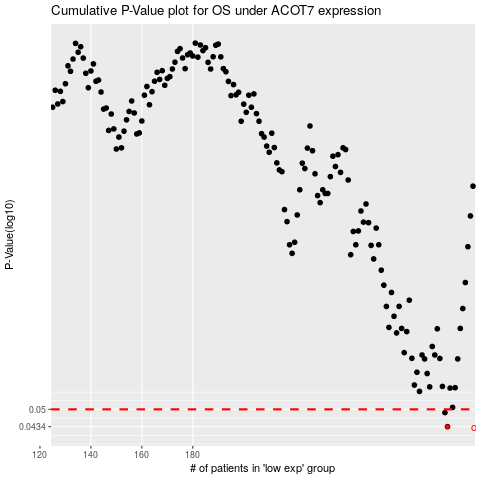 Cumulative P-Value plot for OS under ACOT7 expression
P-Value(log10)
0.05
0.0434
120 140 160 180
# of patients in 'low exp' group